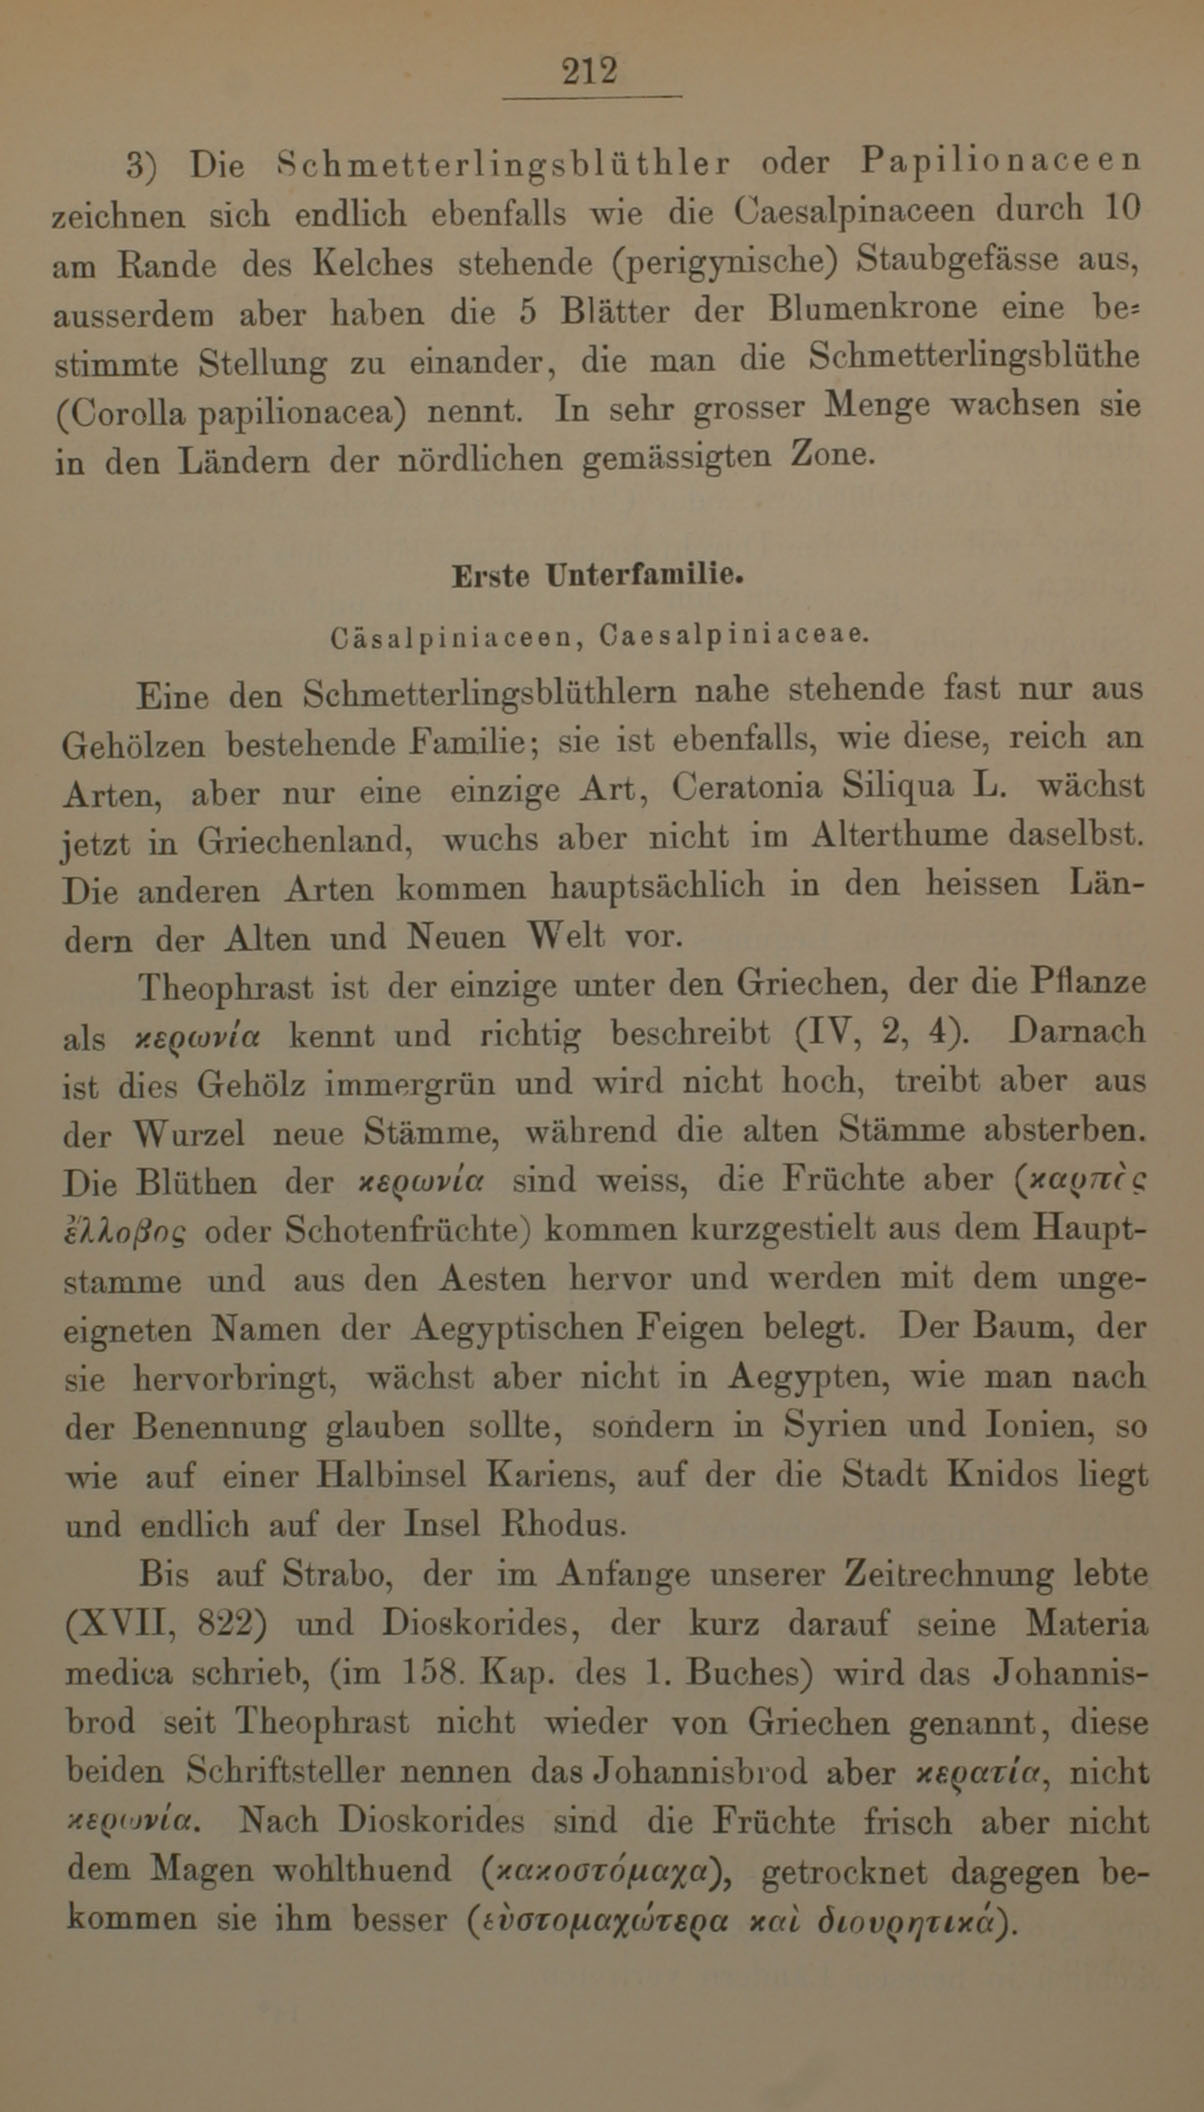 212
3) Die Schmetterlingsblüthler oder Papilionaceen
zeichnen sich endlich ebenfalls wie die Caesalpinaceen durch 10
am Rande des Kelches stehende (perigynische) Staubgefässe aus,
ausserdem aber haben die 5 Blätter der Blumenkrone eine be-
stimmte Stellung zu einander, die man die Schmetterlingsblüthe
(Corolla papilionacea) nennt. In sehr grosser Menge wachsen sie
in den Ländern der nördlichen gemässigten Zone.
Erste Unterfamilie.
Cäsalpiniaceen, Caesalpiniaceae.
Eine den Schmetterlingsblüthlern nahe stehende fast nur aus
Gehölzen bestehende Familie; sie ist ebenfalls, wie diese, reich an
Arten, aber nur eine einzige Art, Ceratonia Siliqua L. wächst
jetzt in Griechenland, wuchs aber nicht im Alterthume daselbst.
Die anderen Arten kommen hauptsächlich in den heissen Län-
dern der Alten und Neuen Welt vor.
Theophrast ist der einzige unter den Griechen, der die Pflanze
als κερωνία kennt und richtig beschreibt (IV, 2, 4). Darnach
ist dies Gehölz immergrün und wird nicht hoch, treibt aber aus
der Wurzel neue Stämme, während die alten Stämme absterben.
Die Blüthen der κερωνία sind weiss, die Früchte aber (καρπὸς
ἔλλοβος oder Schotenfrüchte) kommen kurzgestielt aus dem Haupt-
stamme und aus den Aesten hervor und werden mit dem unge-
eigneten Namen der Aegyptischen Feigen belegt. Der Baum, der
sie hervorbringt, wächst aber nicht in Aegypten, wie man nach
der Benennung glauben sollte, sondern in Syrien und Ionien, so
wie auf einer Halbinsel Kariens, auf der die Stadt Knidos liegt
und endlich auf der Insel Rhodus.
Bis auf Strabo, der im Anfange unserer Zeitrechnung lebte
(XVII, 822) und Dioskorides, der kurz darauf seine Materia
medica schrieb, (im 158. Kap. des 1. Buches) wird das Johannis-
brod seit Theophrast nicht wieder von Griechen genannt, diese
beiden Schriftsteller nennen das Johannisbrod aber κερατία, nicht
κερωνία. Nach Dioskorides sind die Früchte frisch aber nicht
dem Magen wohlthuend (κακοστόμαχα), getrocknet dagegen be-
kommen sie ihm besser (εὐστομαχώτερα καὶ διουρητικά).